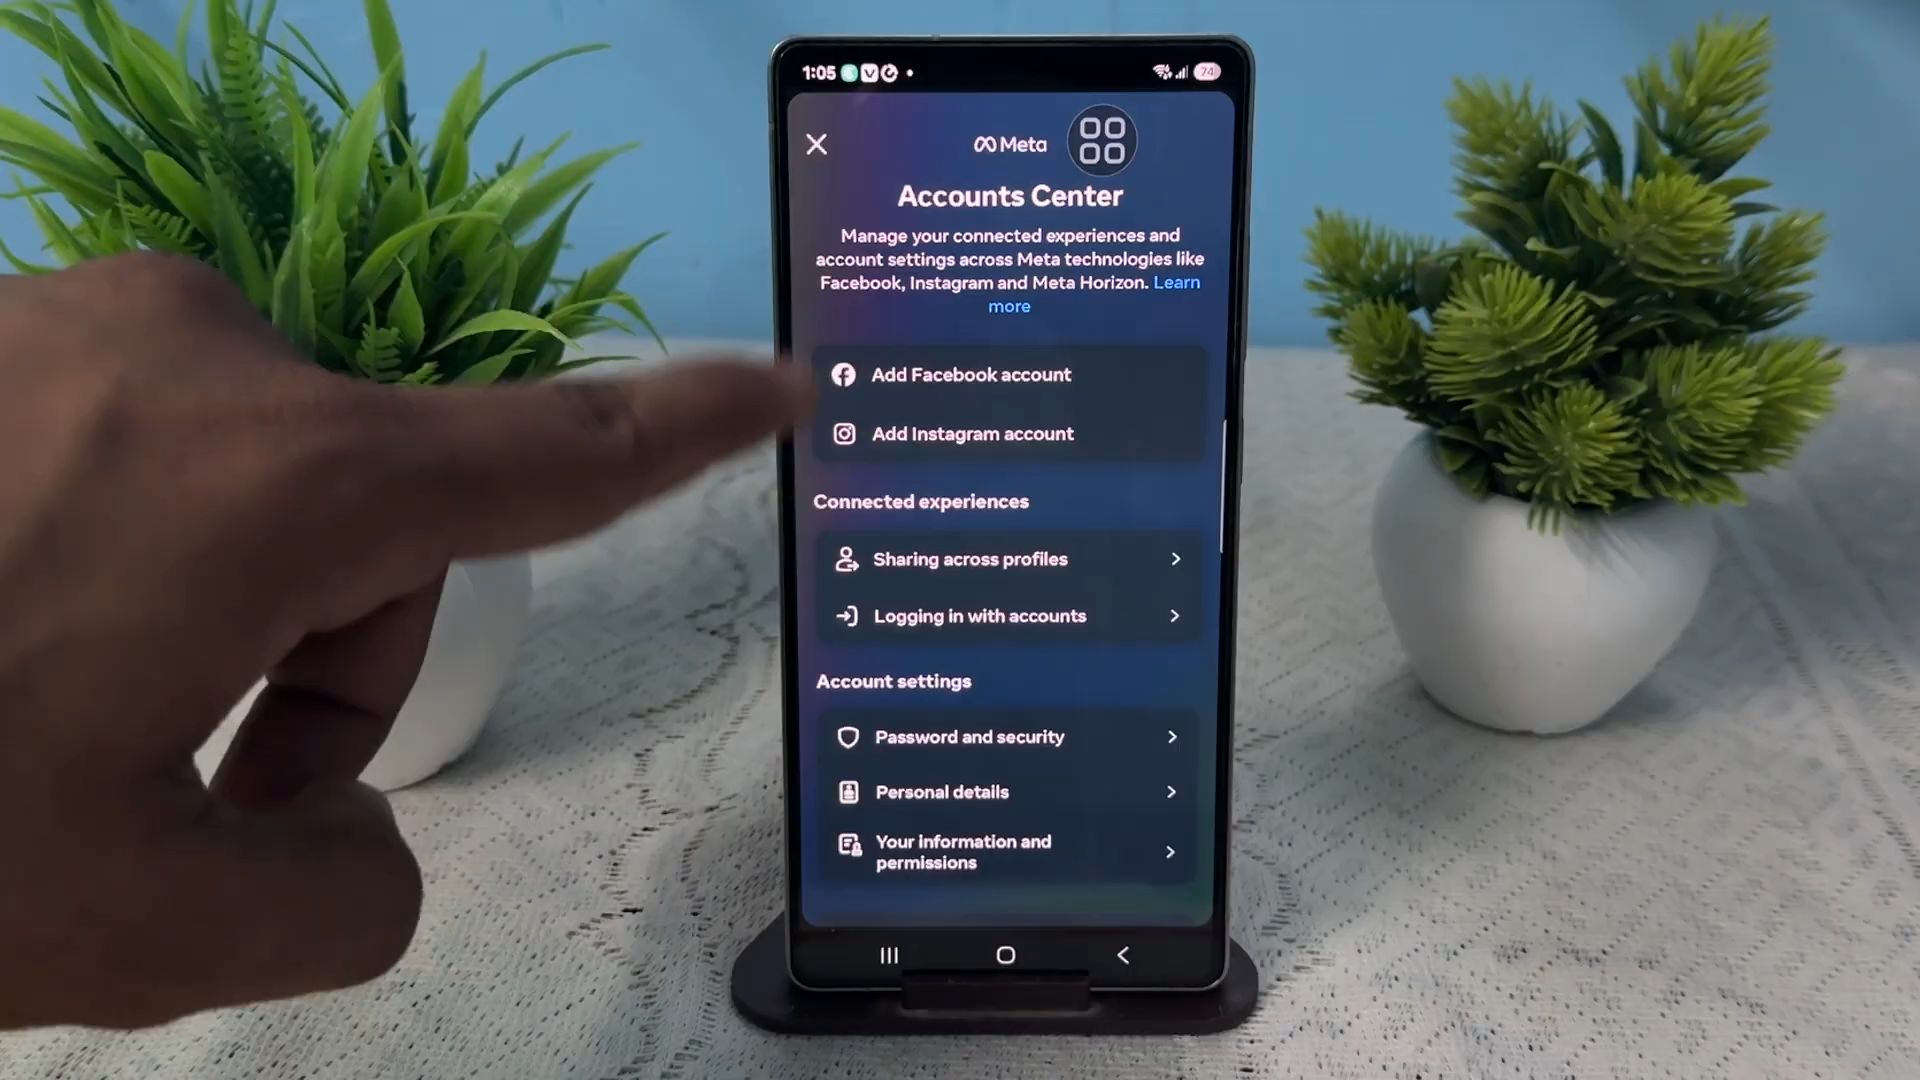 1:05
74
Meta
Accounts Center
Manage your connected experiences and
account settings across Meta technologies like
Facebook, Instagram and Meta Horizon. Learn
more
Add Facebook account
Add Instagram account
Connected experiences
Sharing across profiles
Logging in with accounts
Account settings
Password and security
Personal details
Your information and
permissions